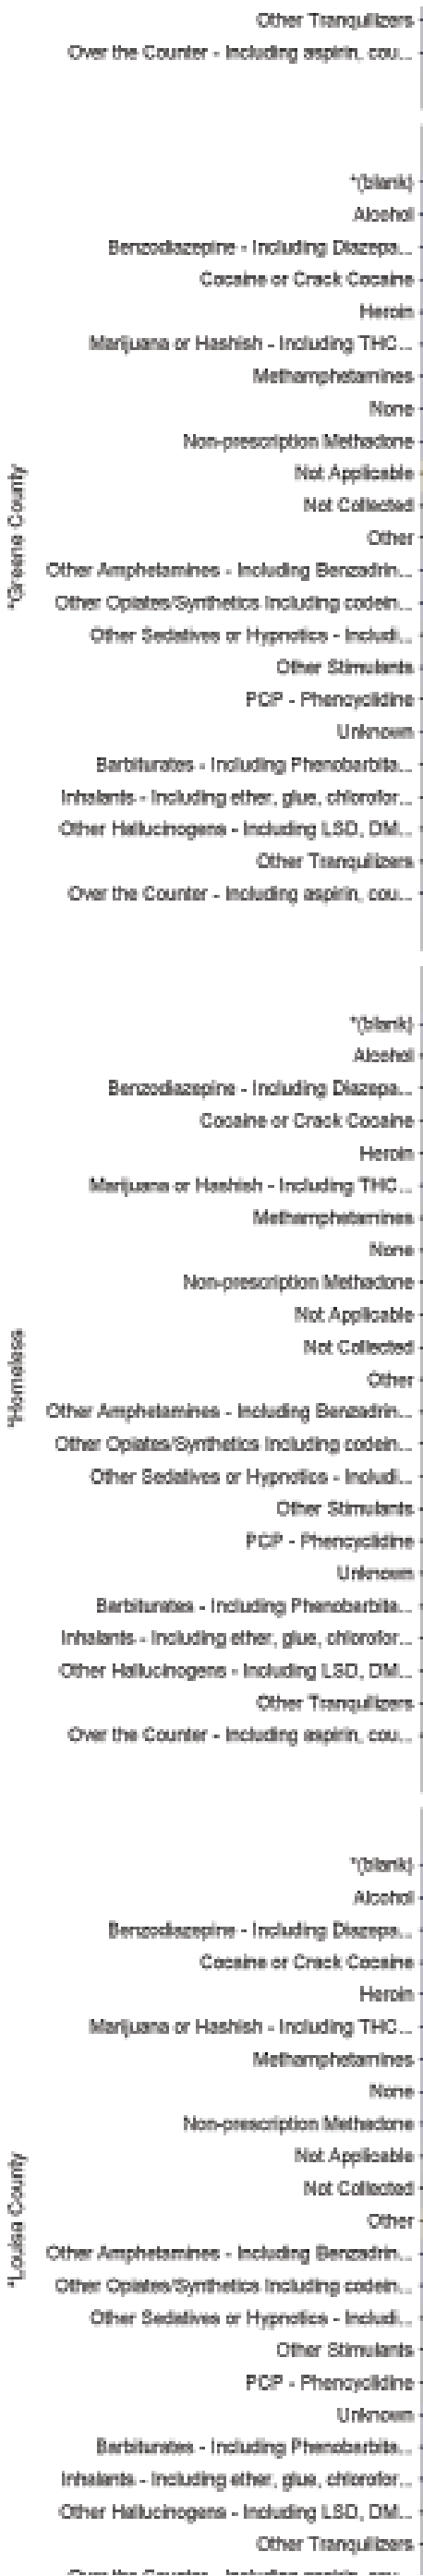 Other Tranquilizers
Over the Counter - Including aspirin, cou...
*Greene County
*(blank)
Alcohol
Benzodiazepine - Including Diazepa...
Cocaine or Crack Cocaine
Heroin
Marijuana or Hashish - Including THC...
Methamphetamines
None
Non-prescription Methadone
Not Applicable
Not Collected
Other
Other Amphetamines - Including Benzadrin...
Other Opiates/Synthetics Including codein...
Other Sedatives or Hypnotics - Includi...
Other Stimulants
PCP - Phencyclidine
Unknown
Barbiturates - Including Phenobarbita...
Inhalants - Including ether, glue, chlorofor...
Other Hallucinogens - Including LSD, DM...
Other Tranquilizers
Over the Counter - Including aspirin, cou...
*Homeless
*(blank)
Alcohol
Benzodiazepine - Including Diazepa...
Cocaine or Crack Cocaine
Heroin
Marijuana or Hashish - Including THC...
Methamphetamines
None
Non-prescription Methadone
Not Applicable
Not Collected
Other
Other Amphetamines - Including Benzadrin...
Other Opiates/Synthetics Including codein...
Other Sedatives or Hypnotics - Includi...
Other Stimulants
PCP - Phencyclidine
Unknown
Barbiturates - Including Phenobarbita...
Inhalants - Including ether, glue, chlorofor...
Other Hallucinogens - Including LSD, DM...
Other Tranquilizers
Over the Counter - Including aspirin, cou...
*Louisa County
*(blank)
Alcohol
Benzodiazepine - Including Diazepa...
Cocaine or Crack Cocaine
Heroin
Marijuana or Hashish - Including THC...
Methamphetamines
None
Non-prescription Methadone
Not Applicable
Not Collected
Other
Other Amphetamines - Including Benzadrin...
Other Opiates/Synthetics Including codein...
Other Sedatives or Hypnotics - Includi...
Other Stimulants
PCP - Phencyclidine
Unknown
Barbiturates - Including Phenobarbita...
Inhalants - Including ether, glue, chlorofor...
Other Hallucinogens - Including LSD, DM...
Other Tranquilizers